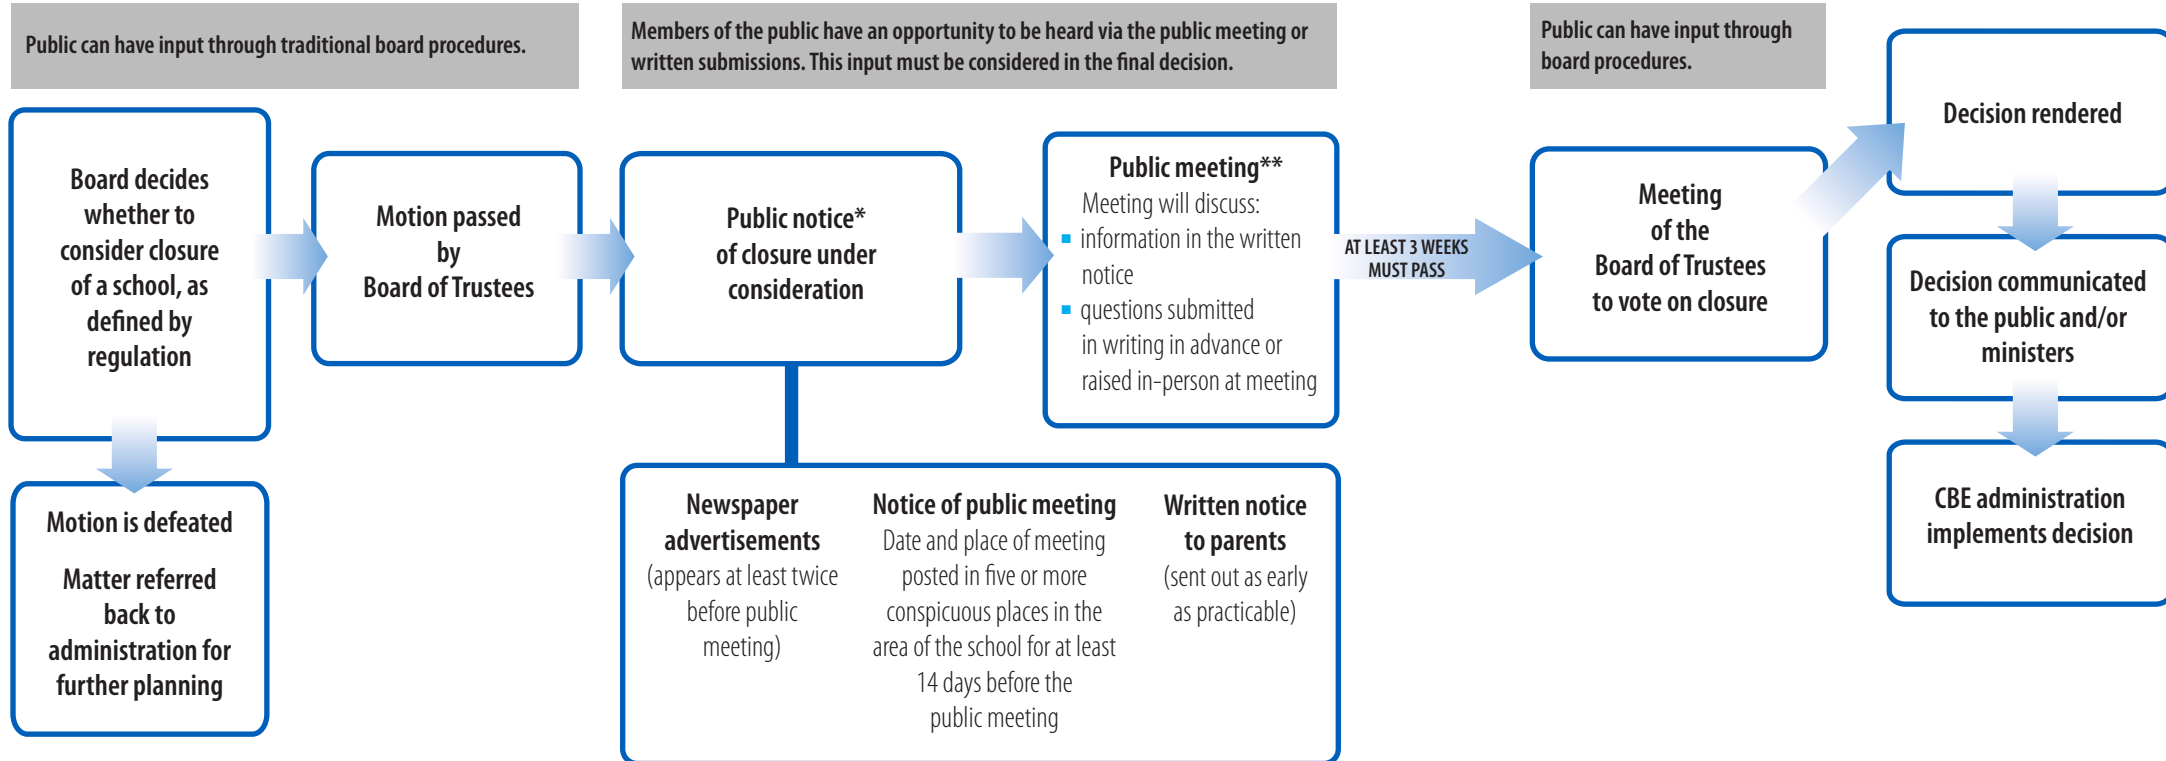 Public can have input through traditional board procedures.
Members of the public have an opportunity to be heard via the public meeting or
written submissions. This input must be considered in the final decision.
Public can have input through
board procedures.
Board decides
whether to
consider closure
of a school, as
defined by
regulation
Motion passed
by
Board of Trustees
Public notice*
of closure under
consideration
Public meeting**
Meeting will discuss:
▪ information in the written
notice
▪ questions submitted
in writing in advance or
raised in-person at meeting
AT LEAST 3 WEEKS
MUST PASS
Meeting
of the
Board of Trustees
to vote on closure
Decision rendered
Decision communicated
to the public and/or
ministers
CBE administration
implements decision
Motion is defeated
Matter referred
back to
administration for
further planning
Newspaper
advertisements
(appears at least twice
before public
meeting)
Notice of public meeting
Date and place of meeting
posted in five or more
conspicuous places in the
area of the school for at least
14 days before the
public meeting
Written notice
to parents
(sent out as early
as practicable)